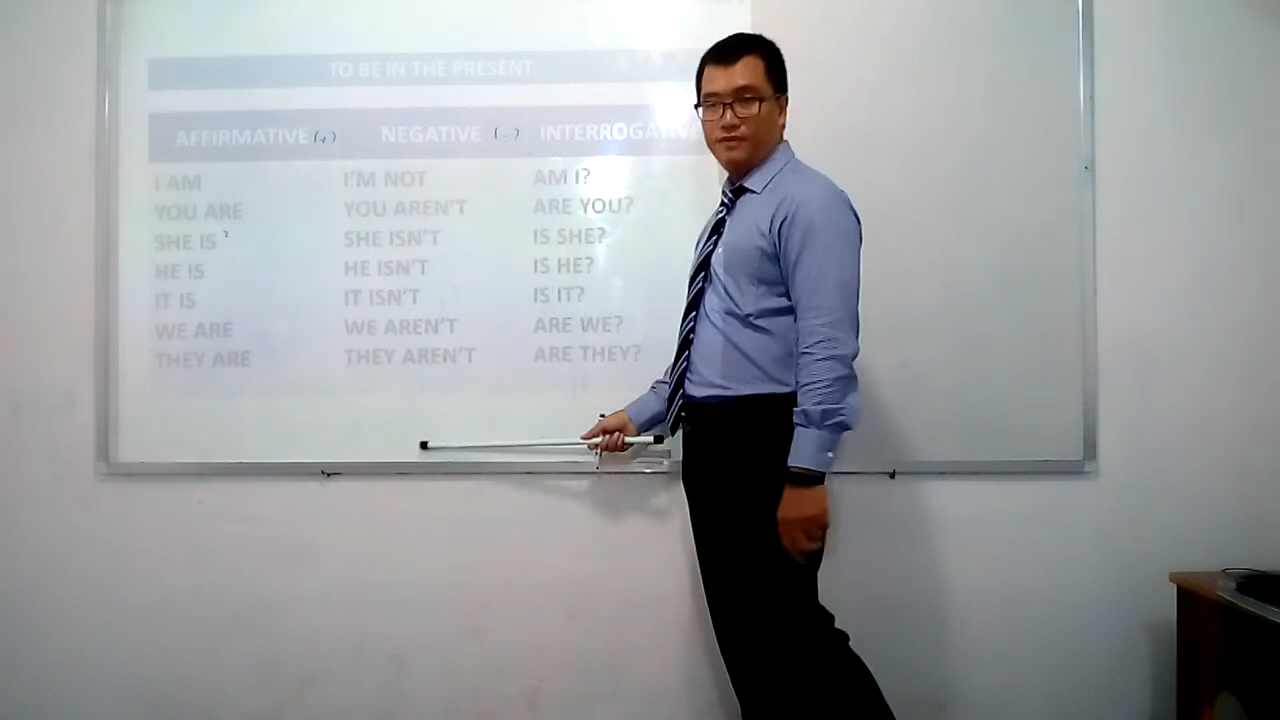 TO BE IN THE PRESENT
AFFIRMATIVE (+) NEGATIVE (-) INTERROGATIVE
I AM I'M NOT AM I?
YOU ARE YOU AREN'T ARE YOU?
SHE IS ² SHE ISN'T IS SHE?
HE IS HE ISN'T IS HE?
IT IS IT ISN'T IS IT?
WE ARE WE AREN'T ARE WE?
THEY ARE THEY AREN'T ARE THEY?